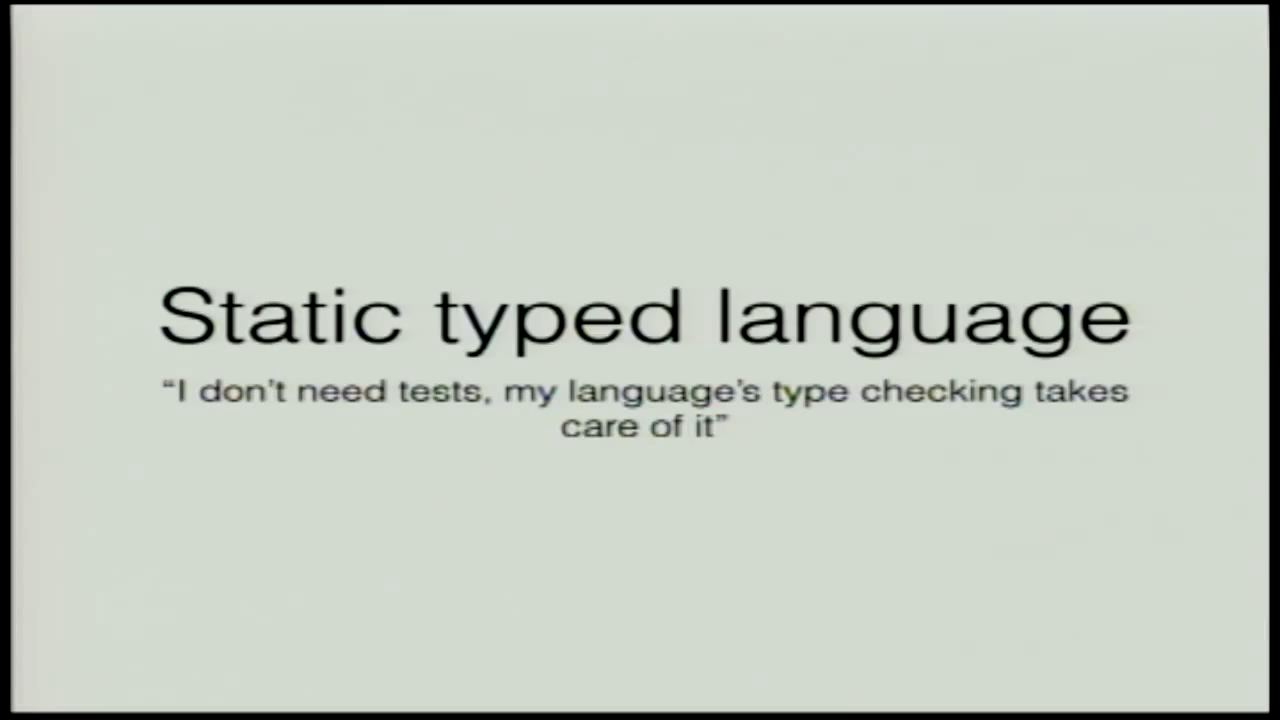 Static typed language
“I don’t need tests, my language’s type checking takes
care of it”